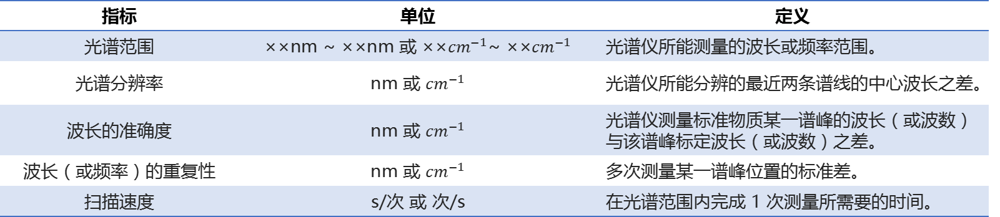 指标 单位 定义
光谱范围 ××nm ~ ××nm 或 ××cm⁻¹~ ××cm⁻¹ 光谱仪所能测量的波长或频率范围。
光谱分辨率 nm 或 cm⁻¹ 光谱仪所能分辨的最近两条谱线的中心波长之差。
波长的准确度 nm 或 cm⁻¹ 光谱仪测量标准物质某一谱峰的波长（或波数）
与该谱峰标定波长（或波数）之差。
波长（或频率）的重复性 nm 或 cm⁻¹ 多次测量某一谱峰位置的标准差。
扫描速度 s/次 或 次/s 在光谱范围内完成 1 次测量所需要的时间。